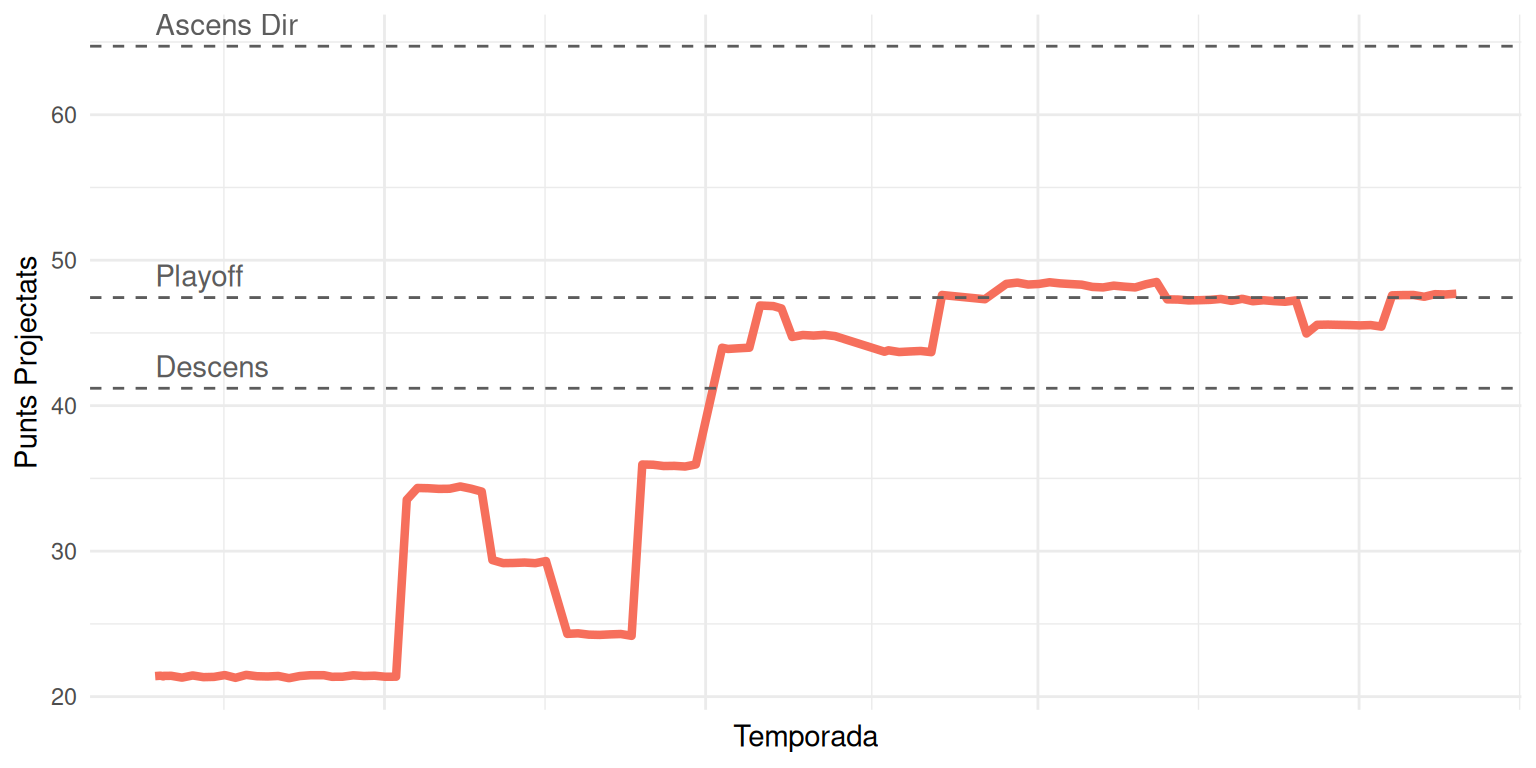 Ascens Dir
60
50
Playoff
Descens
40
30
20
Punts Projectats
Temporada